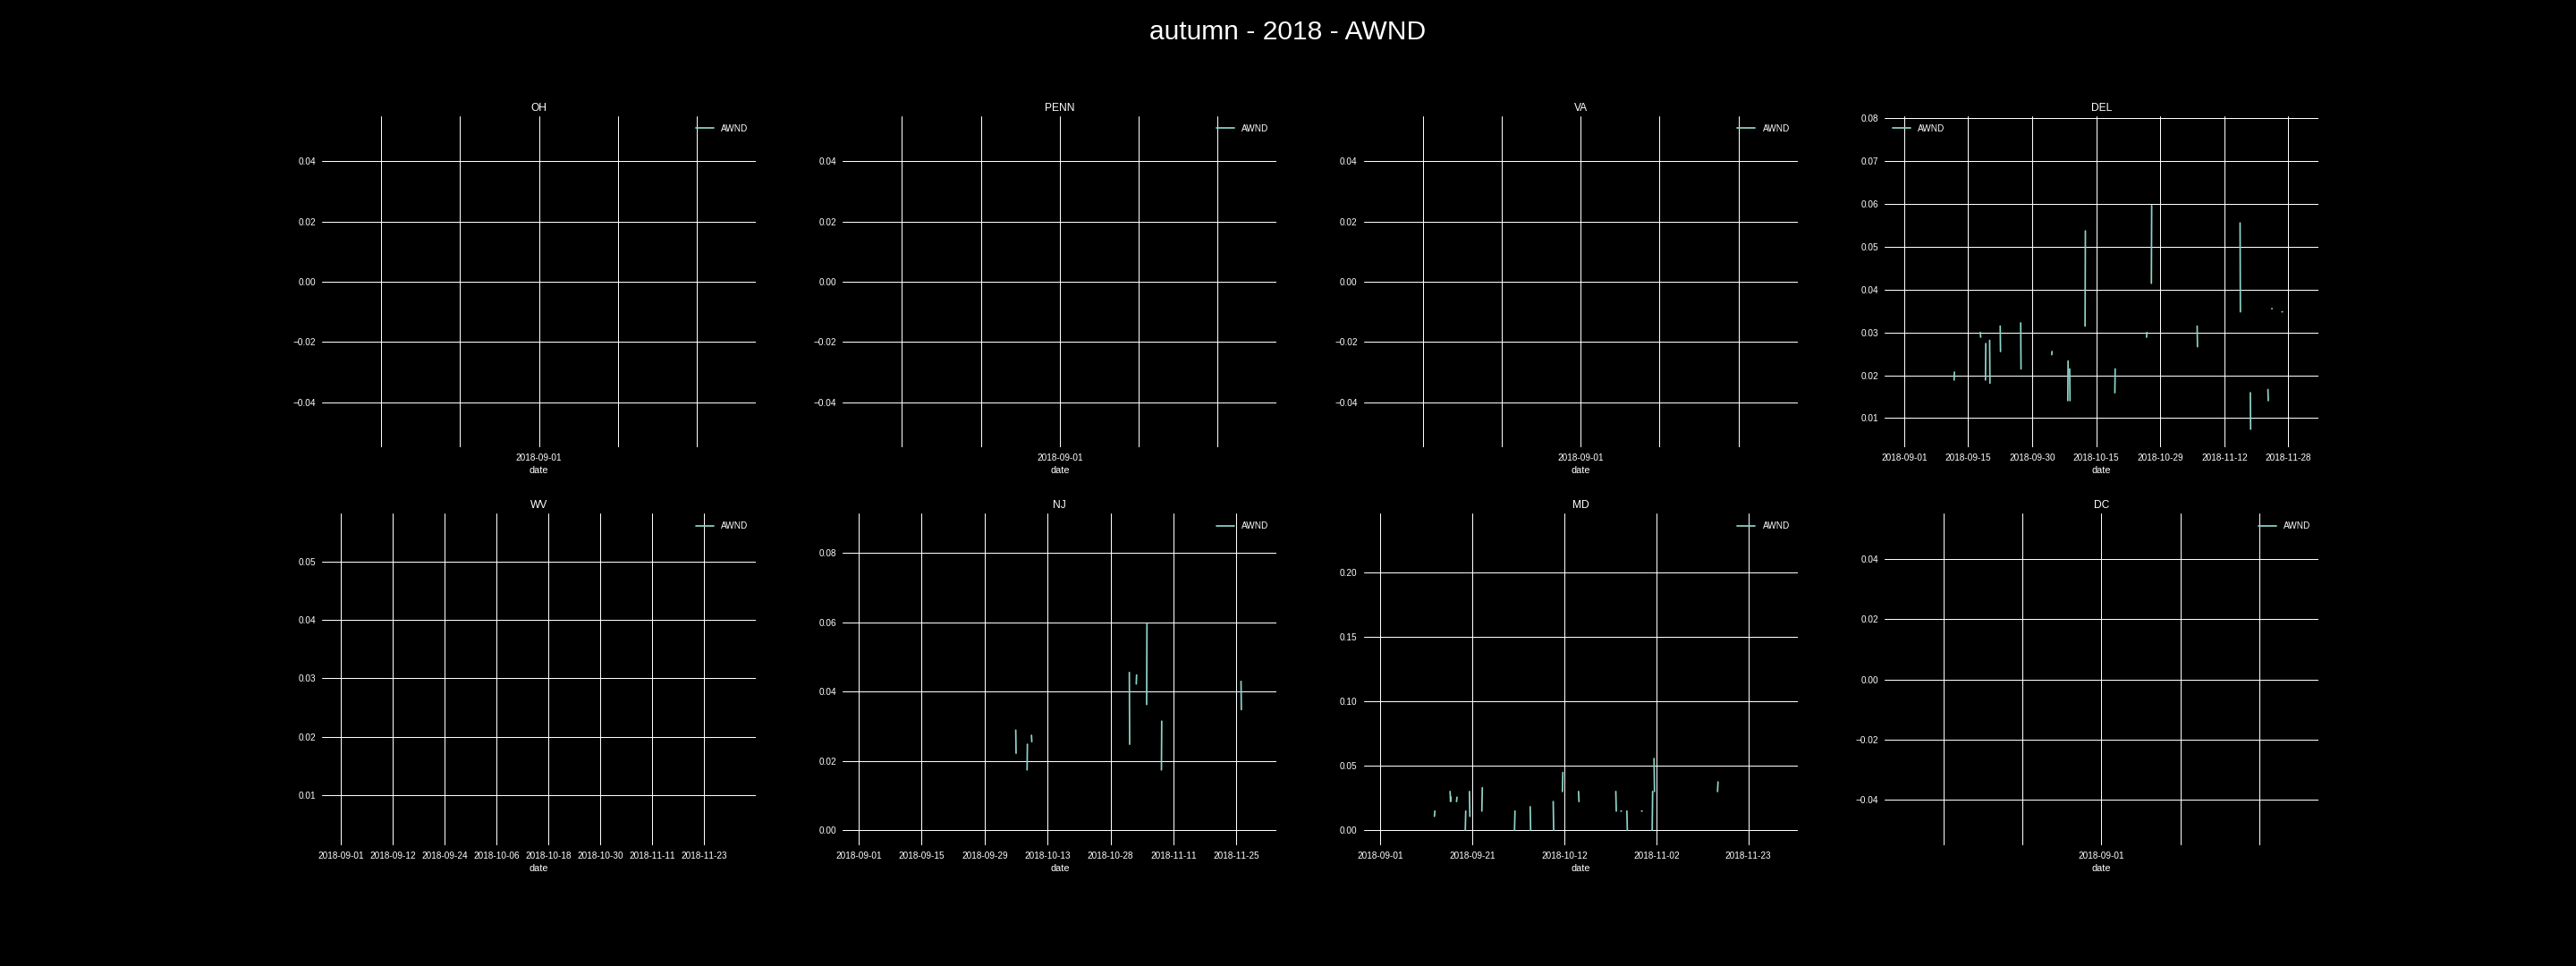 autumn - 2018 - AWND
OH
AWND
0.04
0.02
0.00
−0.02
−0.04
2018-09-01
date
PENN
AWND
0.04
0.02
0.00
−0.02
−0.04
2018-09-01
date
VA
AWND
0.04
0.02
0.00
−0.02
−0.04
2018-09-01
date
DEL
AWND
0.08
0.07
0.06
0.05
0.04
0.03
0.02
0.01
2018-09-01 2018-09-15 2018-09-30 2018-10-15 2018-10-29 2018-11-12 2018-11-28
date
WV
AWND
0.05
0.04
0.03
0.02
0.01
2018-09-01 2018-09-12 2018-09-24 2018-10-06 2018-10-18 2018-10-30 2018-11-11 2018-11-23
date
NJ
AWND
0.08
0.06
0.04
0.02
0.00
2018-09-01 2018-09-15 2018-09-29 2018-10-13 2018-10-28 2018-11-11 2018-11-25
date
MD
AWND
0.20
0.15
0.10
0.05
0.00
2018-09-01 2018-09-21 2018-10-12 2018-11-02 2018-11-23
date
DC
AWND
0.04
0.02
0.00
−0.02
−0.04
2018-09-01
date